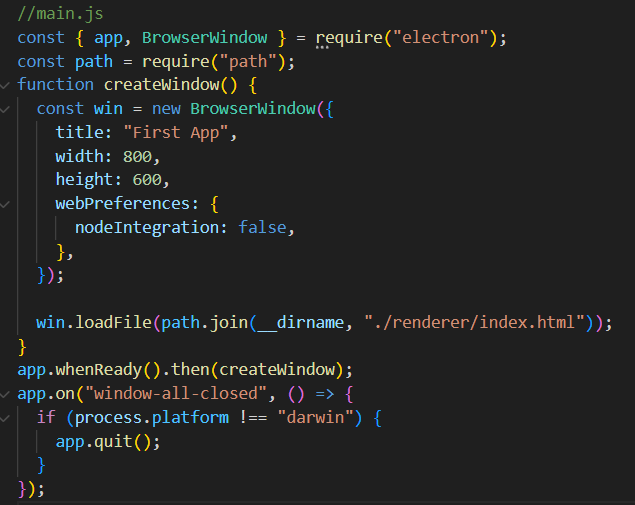 //main.js
const { app, BrowserWindow } = require("electron");
const path = require("path");
function createWindow() {
  const win = new BrowserWindow({
    title: "First App",
    width: 800,
    height: 600,
    webPreferences: {
      nodeIntegration: false,
    },
  });

  win.loadFile(path.join(__dirname, "./renderer/index.html"));
}
app.whenReady().then(createWindow);
app.on("window-all-closed", () => {
  if (process.platform !== "darwin") {
    app.quit();
  }
});